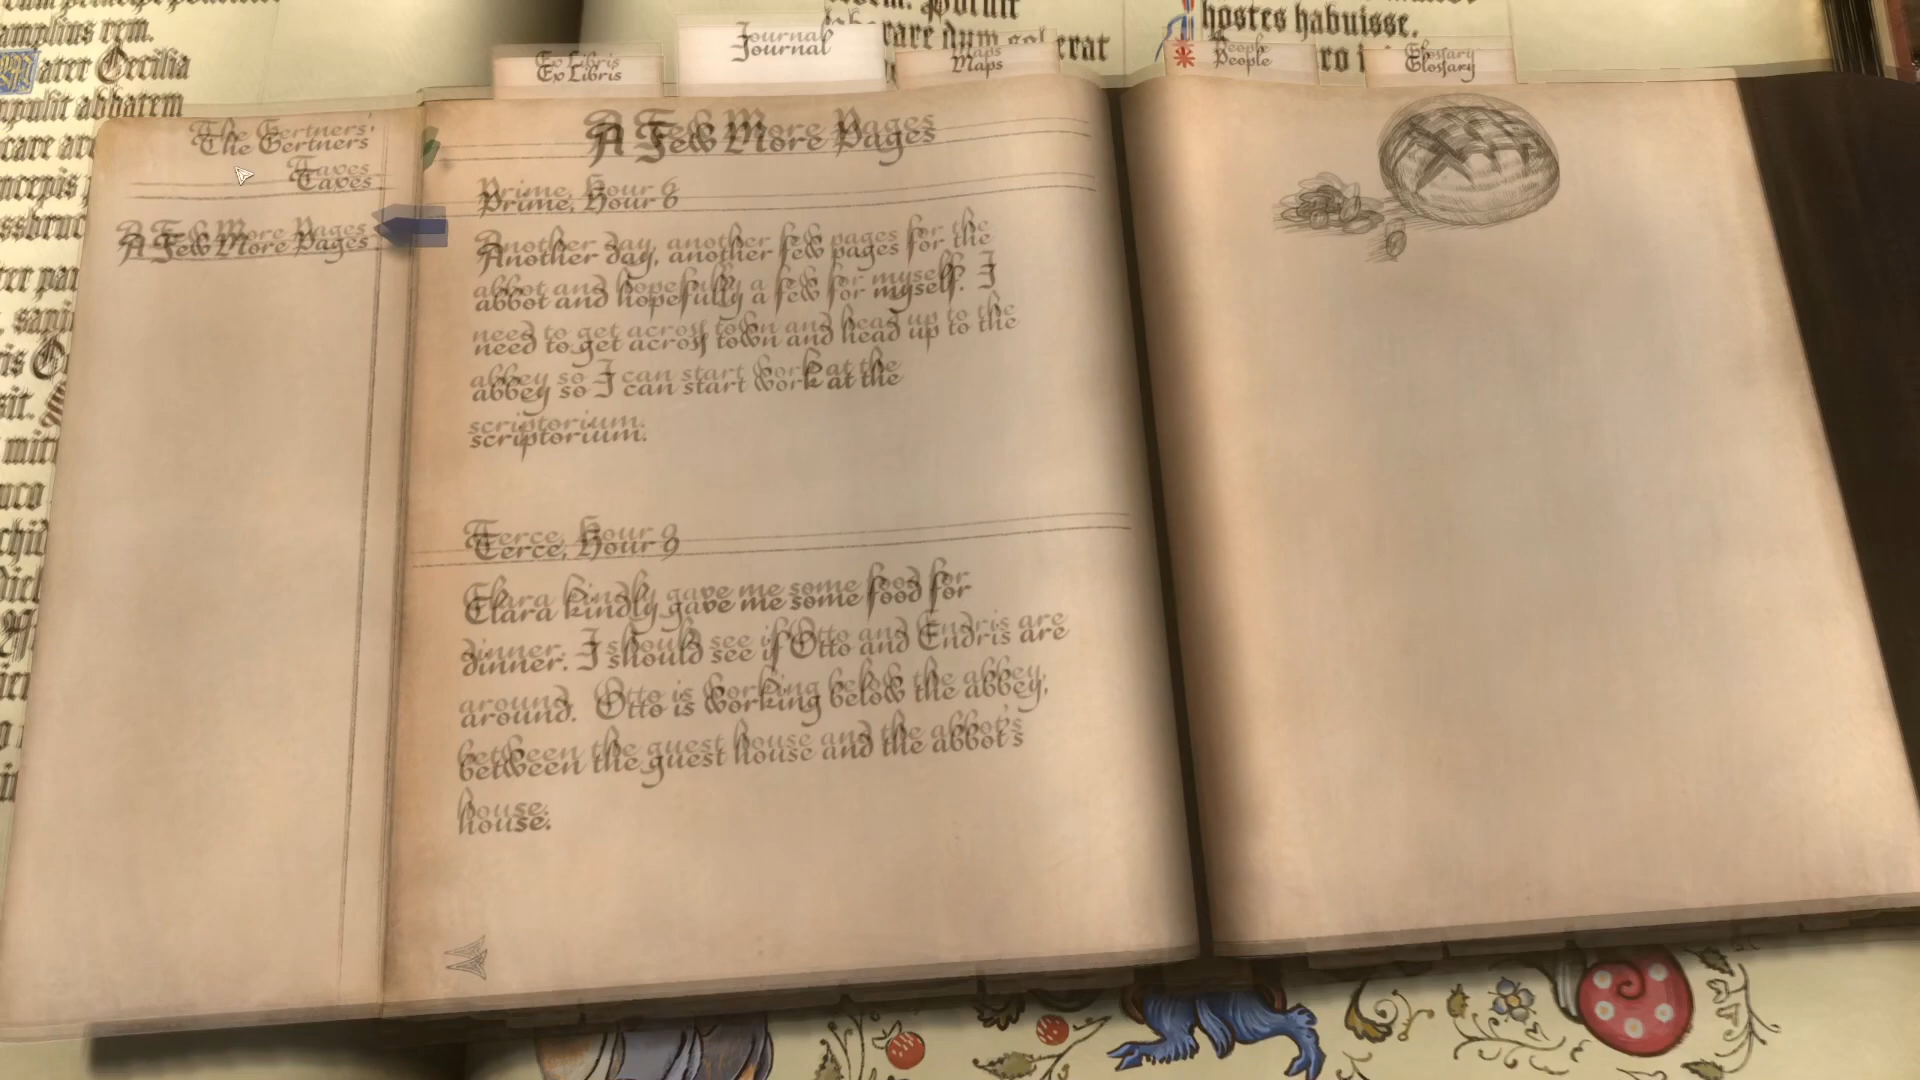 amplius rem.
ater Cecilia
hostes habuisse.
Ex Libris
Journal
Maps
People
Glossary
The Gertners'
Taxes
A Few More Pages
A Few More Pages
Prime, Hour 6
Another day, another few pages for the
abbot and hopefully a few for myself. I
need to get across town and head up to the
abbey so I can start work at the
scriptorium.
Terce, Hour 9
Clara kindly gave me some food for
dinner. I should see if Otto and Endris are
around. Otto is working below the abbey,
between the guest house and the abbot's
house.